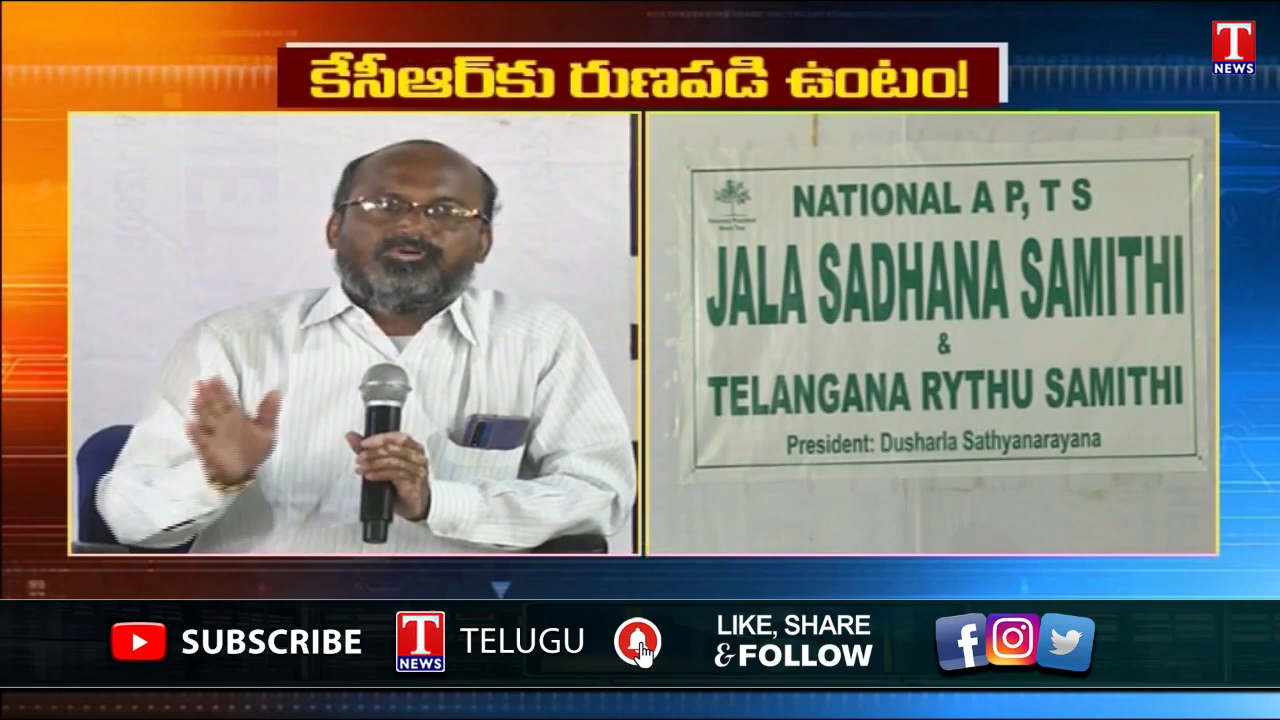 T
NEWS
కేసీఆర్‌కు రుణపడి ఉంటం!
NATIONAL A P, T S
JALA SADHANA SAMITHI
&
TELANGANA RYTHU SAMITHI
President: Dusharla Sathyanarayana
SUBSCRIBE
T
NEWS
TELUGU
LIKE, SHARE
& FOLLOW